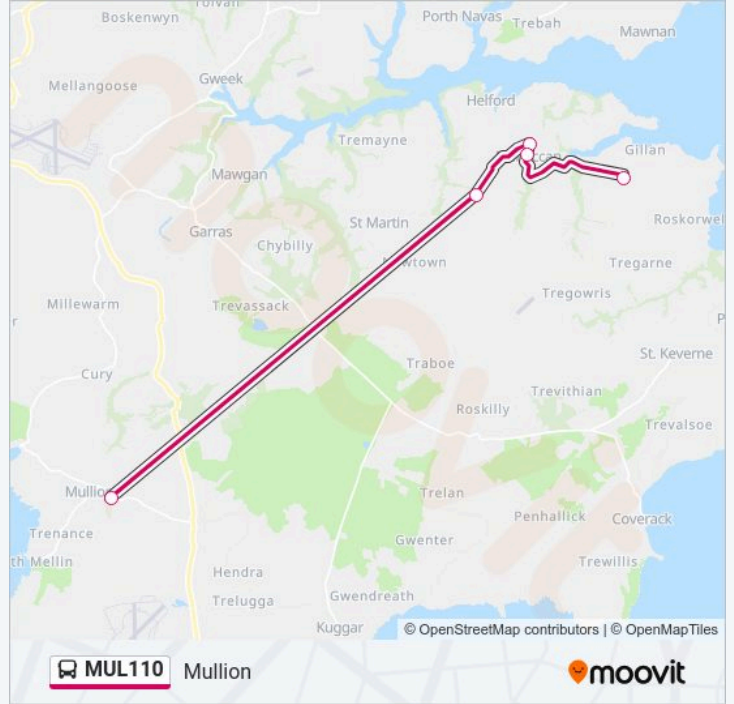 Tolvan
Boskenwyn
Porth Navas
Trebah
Mawnan
Mellangoose
Gweek
Helford
Tremayne
Gillan
Mawgan
St Martin
Roskorwel
Garras
Chybilly
Tregarne
Millewarm
Trevassack
Tregowris
Traboe
St. Keverne
Cury
Trevithian
Roskilly
Trevalsoe
Mullion
Trelan
Penhallick
Coverack
Trenance
Gwenter
th Mellin
Trewillis
Hendra
Trelugga
Gwendreath
Kuggar
© OpenStreetMap contributors | © OpenMapTiles
MUL110 Mullion
moovit